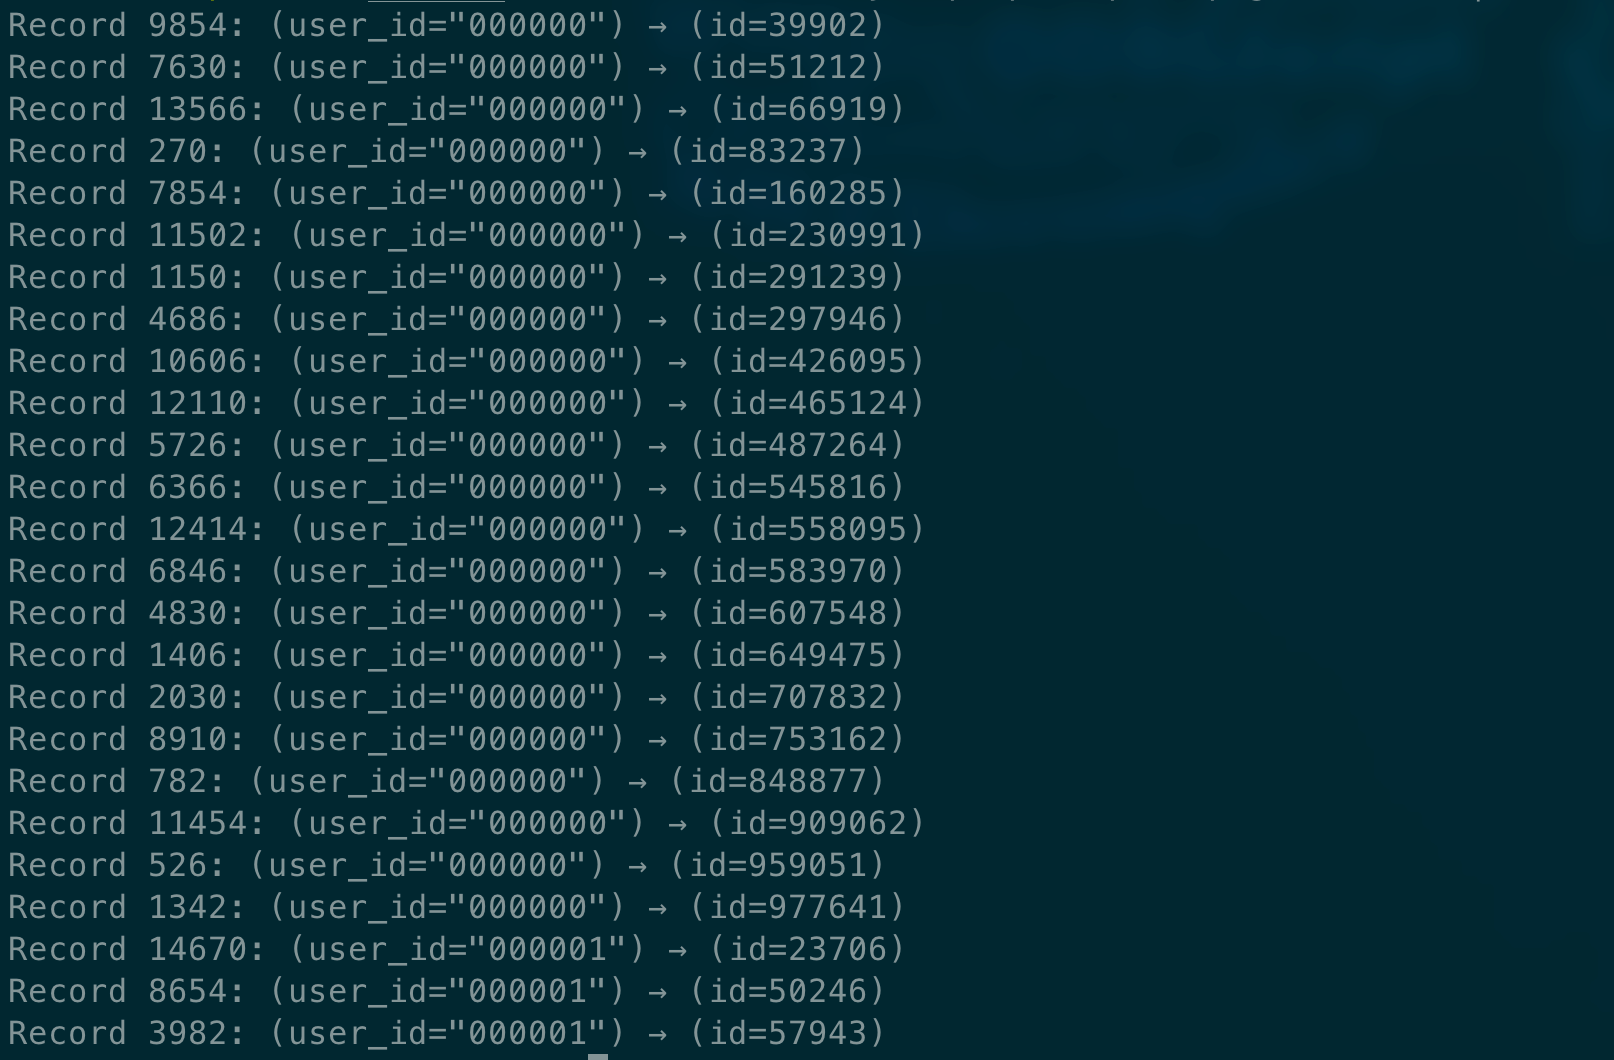 Record 9854: (user_id="000000") → (id=39902)
Record 7630: (user_id="000000") → (id=51212)
Record 13566: (user_id="000000") → (id=66919)
Record 270: (user_id="000000") → (id=83237)
Record 7854: (user_id="000000") → (id=160285)
Record 11502: (user_id="000000") → (id=230991)
Record 1150: (user_id="000000") → (id=291239)
Record 4686: (user_id="000000") → (id=297946)
Record 10606: (user_id="000000") → (id=426095)
Record 12110: (user_id="000000") → (id=465124)
Record 5726: (user_id="000000") → (id=487264)
Record 6366: (user_id="000000") → (id=545816)
Record 12414: (user_id="000000") → (id=558095)
Record 6846: (user_id="000000") → (id=583970)
Record 4830: (user_id="000000") → (id=607548)
Record 1406: (user_id="000000") → (id=649475)
Record 2030: (user_id="000000") → (id=707832)
Record 8910: (user_id="000000") → (id=753162)
Record 782: (user_id="000000") → (id=848877)
Record 11454: (user_id="000000") → (id=909062)
Record 526: (user_id="000000") → (id=959051)
Record 1342: (user_id="000000") → (id=977641)
Record 14670: (user_id="000001") → (id=23706)
Record 8654: (user_id="000001") → (id=50246)
Record 3982: (user_id="000001") → (id=57943)